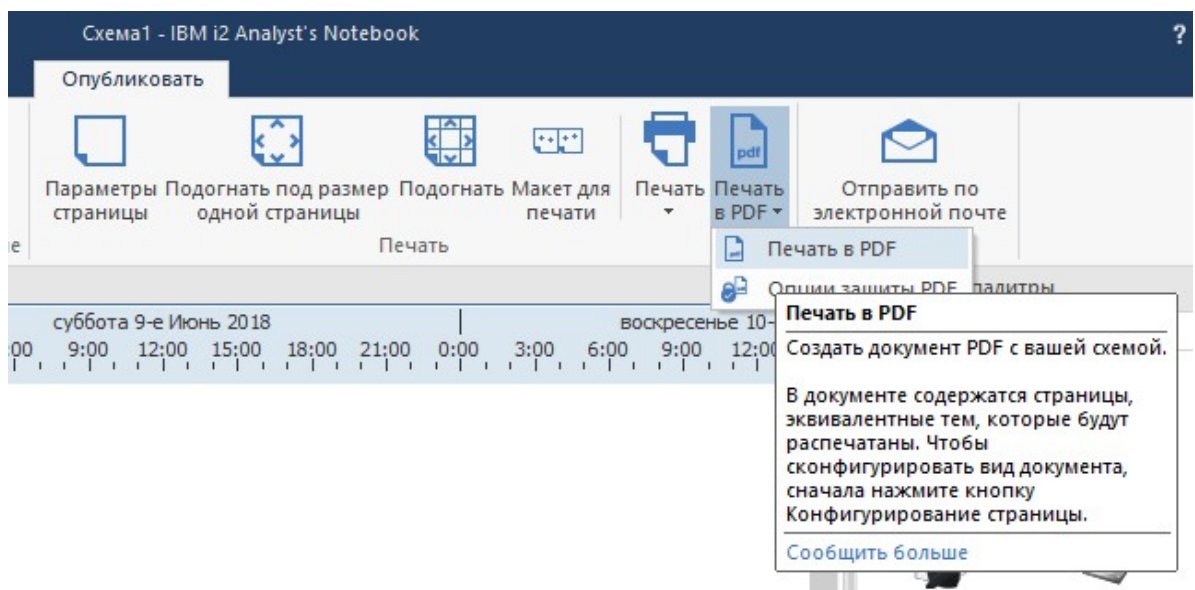 Схема1 - IBM i2 Analyst's Notebook
?
Опубликовать
Параметры страницы
Подогнать под размер одной страницы
Подогнать
Макет для печати
Печать
Печать в PDF
Отправить по электронной почте
Печать
Печать в PDF
Опции защиты PDF
палитры
суббота 9-е Июнь 2018
воскресенье 10-
:00 9:00 12:00 15:00 18:00 21:00 0:00 3:00 6:00 9:00 12:00
Печать в PDF
Создать документ PDF с вашей схемой.
В документе содержатся страницы,
эквивалентные тем, которые будут
распечатаны. Чтобы
сконфигурировать вид документа,
сначала нажмите кнопку
Конфигурирование страницы.
Сообщить больше